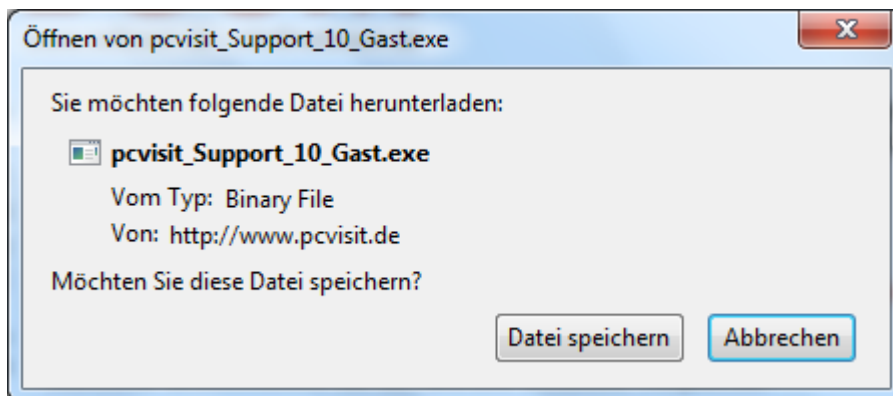 Öffnen von pcvisit_Support_10_Gast.exe
Sie möchten folgende Datei herunterladen:
pcvisit_Support_10_Gast.exe
Vom Typ: Binary File
Von: http://www.pcvisit.de
Möchten Sie diese Datei speichern?
Datei speichern Abbrechen